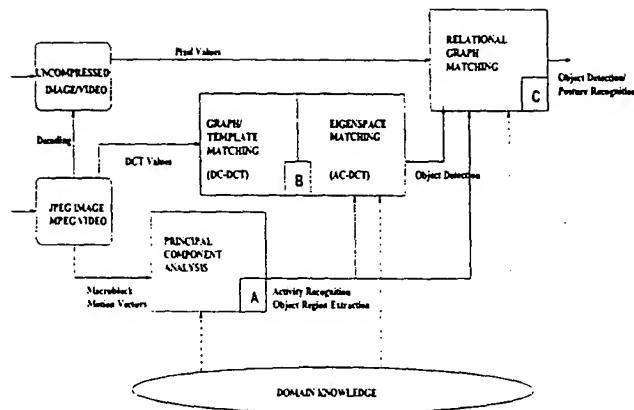 RELATIONAL
GRAPH
MATCHING
C
Pixel Values
UNCOMPRESSED
IMAGE/VIDEO
Object Detection/
Posture Recognition
GRAPH/
TEMPLATE
MATCHING
(DC-DCT)
B
EIGENSPACE
MATCHING
(AC-DCT)
Decoding
DCT Values
Object Detection
JPEG IMAGE
MPEG VIDEO
PRINCIPAL
COMPONENT
ANALYSIS
A
Macroblock
Motion Vectors
Activity Recognition
Object Region Extraction
DOMAIN KNOWLEDGE